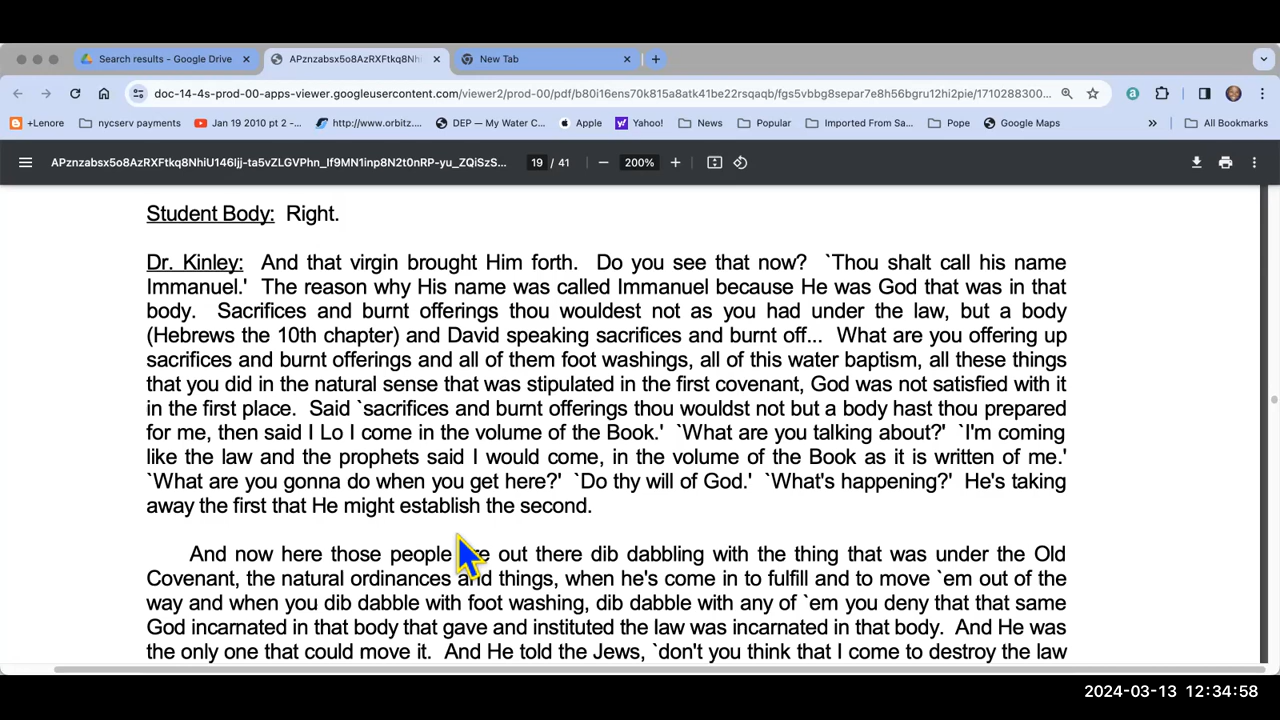 Search results - Google Drive
APznzabsx5o8AzRXFtkq8Nh
New Tab
doc-14-4s-prod-00-apps-viewer.googleusercontent.com/viewer2/prod-00/pdf/b80i16ens70k815a8atk41be22rsqaqb/fgs5vbbg8separ7e8h56bgru12hi2pie/1710288300...
+Lenore
nycserv payments
Jan 19 2010 pt 2 -...
http://www.orbitz....
DEP — My Water C...
Apple
Yahoo!
News
Popular
Imported From Sa...
Pope
Google Maps
All Bookmarks
19 / 41
200%
Student Body: Right.
Dr. Kinley: And that virgin brought Him forth. Do you see that now? `Thou shalt call his name
Immanuel.' The reason why His name was called Immanuel because He was God that was in that
body. Sacrifices and burnt offerings thou wouldest not as you had under the law, but a body
(Hebrews the 10th chapter) and David speaking sacrifices and burnt off... What are you offering up
sacrifices and burnt offerings and all of them foot washings, all of this water baptism, all these things
that you did in the natural sense that was stipulated in the first covenant, God was not satisfied with it
in the first place. Said `sacrifices and burnt offerings thou wouldst not but a body hast thou prepared
for me, then said I Lo I come in the volume of the Book.' `What are you talking about?' `I'm coming
like the law and the prophets said I would come, in the volume of the Book as it is written of me.'
`What are you gonna do when you get here?' `Do thy will of God.' `What's happening?' He's taking
away the first that He might establish the second.
And now here those people out there dib dabbling with the thing that was under the Old
Covenant, the natural ordinances and things, when he's come in to fulfill and to move `em out of the
way and when you dib dabble with foot washing, dib dabble with any of `em you deny that that same
God incarnated in that body that gave and instituted the law was incarnated in that body. And He was
the only one that could move it. And He told the Jews, `don't you think that I come to destroy the law
2024-03-13 12:34:58